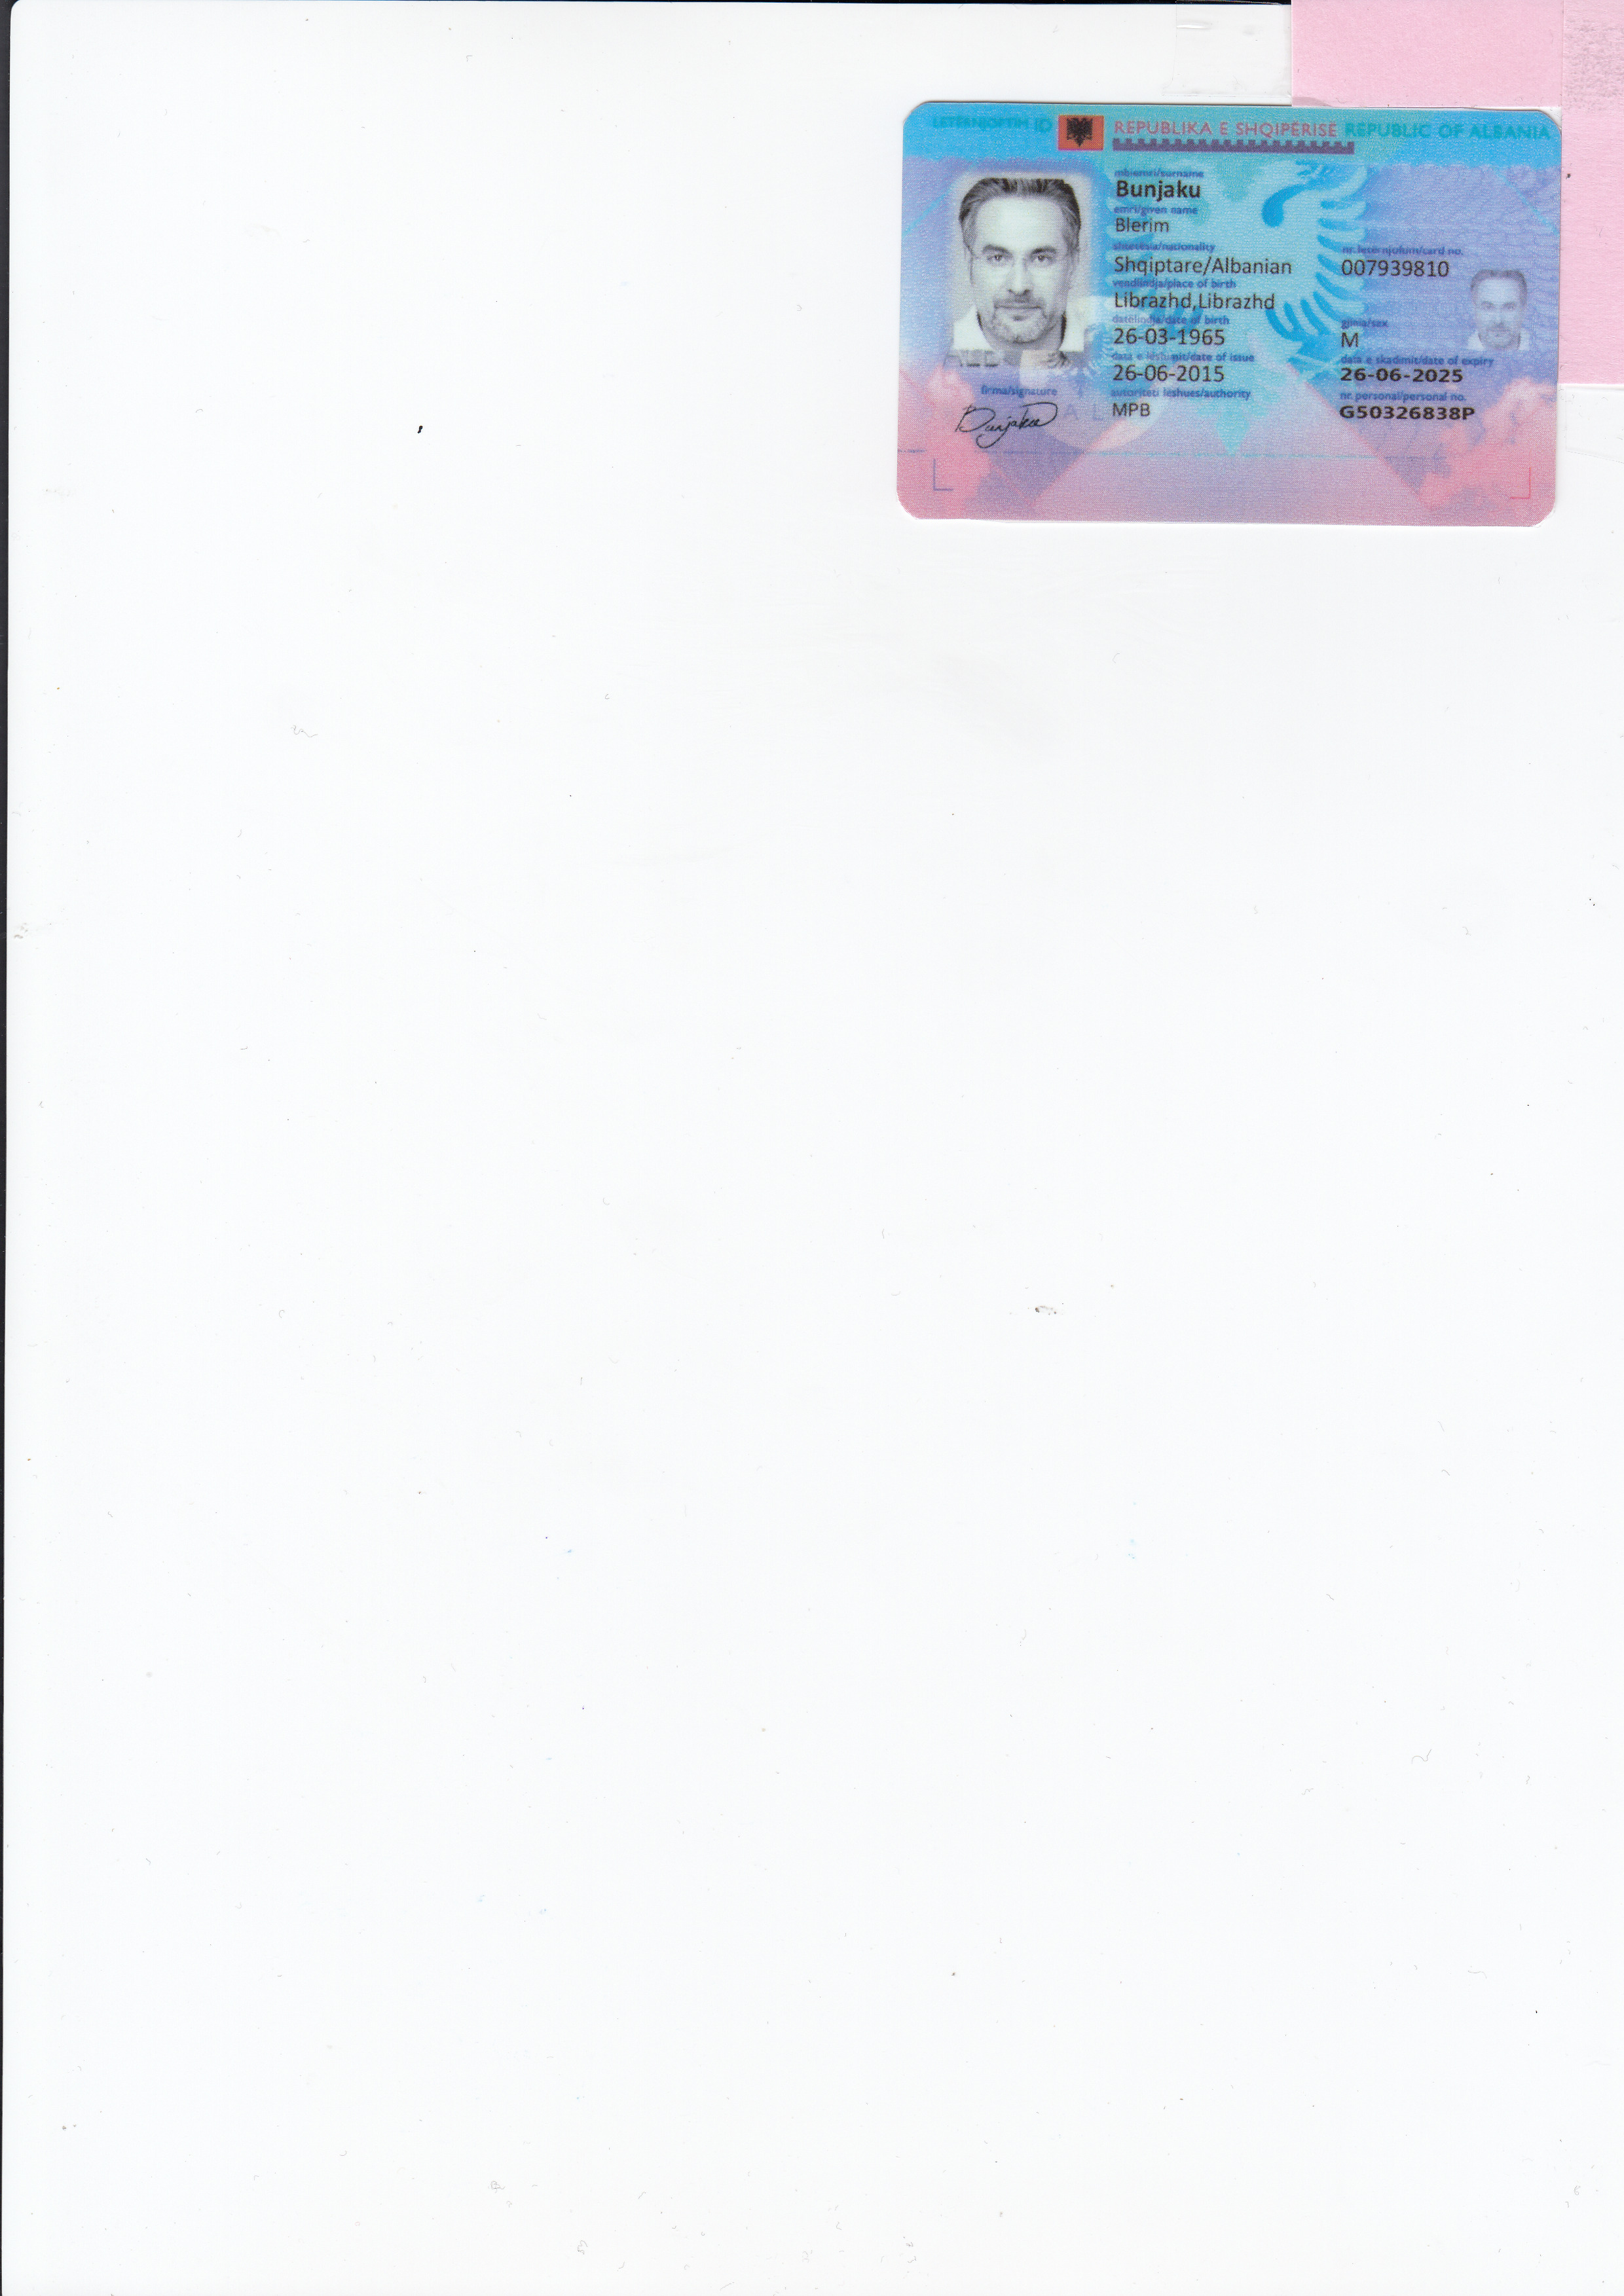 LETËRNJOFTIM ID REPUBLIKA E SHQIPËRISË REPUBLIC OF ALBANIA
mbiemri/surname
Bunjaku
emri/given name
Blerim
shtetësia/nationality nr. letërnjoftimi/card no.
Shqiptare/Albanian 007939810
vendlindja/place of birth
Librazhd,Librazhd
datëlindja/date of birth gjinia/sex
26-03-1965 M
data e lëshimit/date of issue data e skadimit/date of expiry
26-06-2015 26-06-2025
firma/signature autoriteti lëshues/authority nr. personal/personal no.
Bunjaku MPB G50326838P